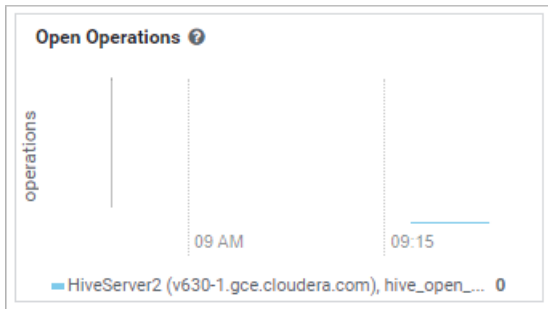 Open Operations ?
operations
09 AM
09:15
HiveServer2 (v630-1.gce.cloudera.com), hive_open_... 0